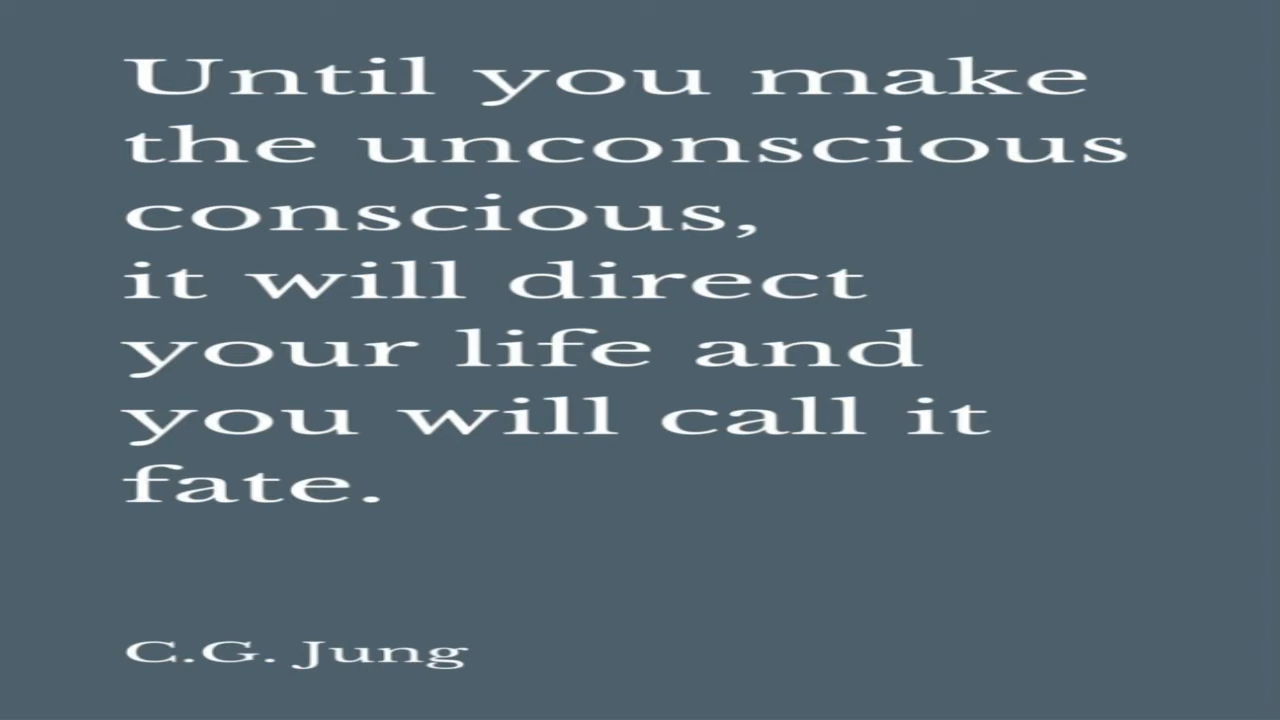 Until you make
the unconscious
conscious,
it will direct
your life and
you will call it
fate.
C.G. Jung